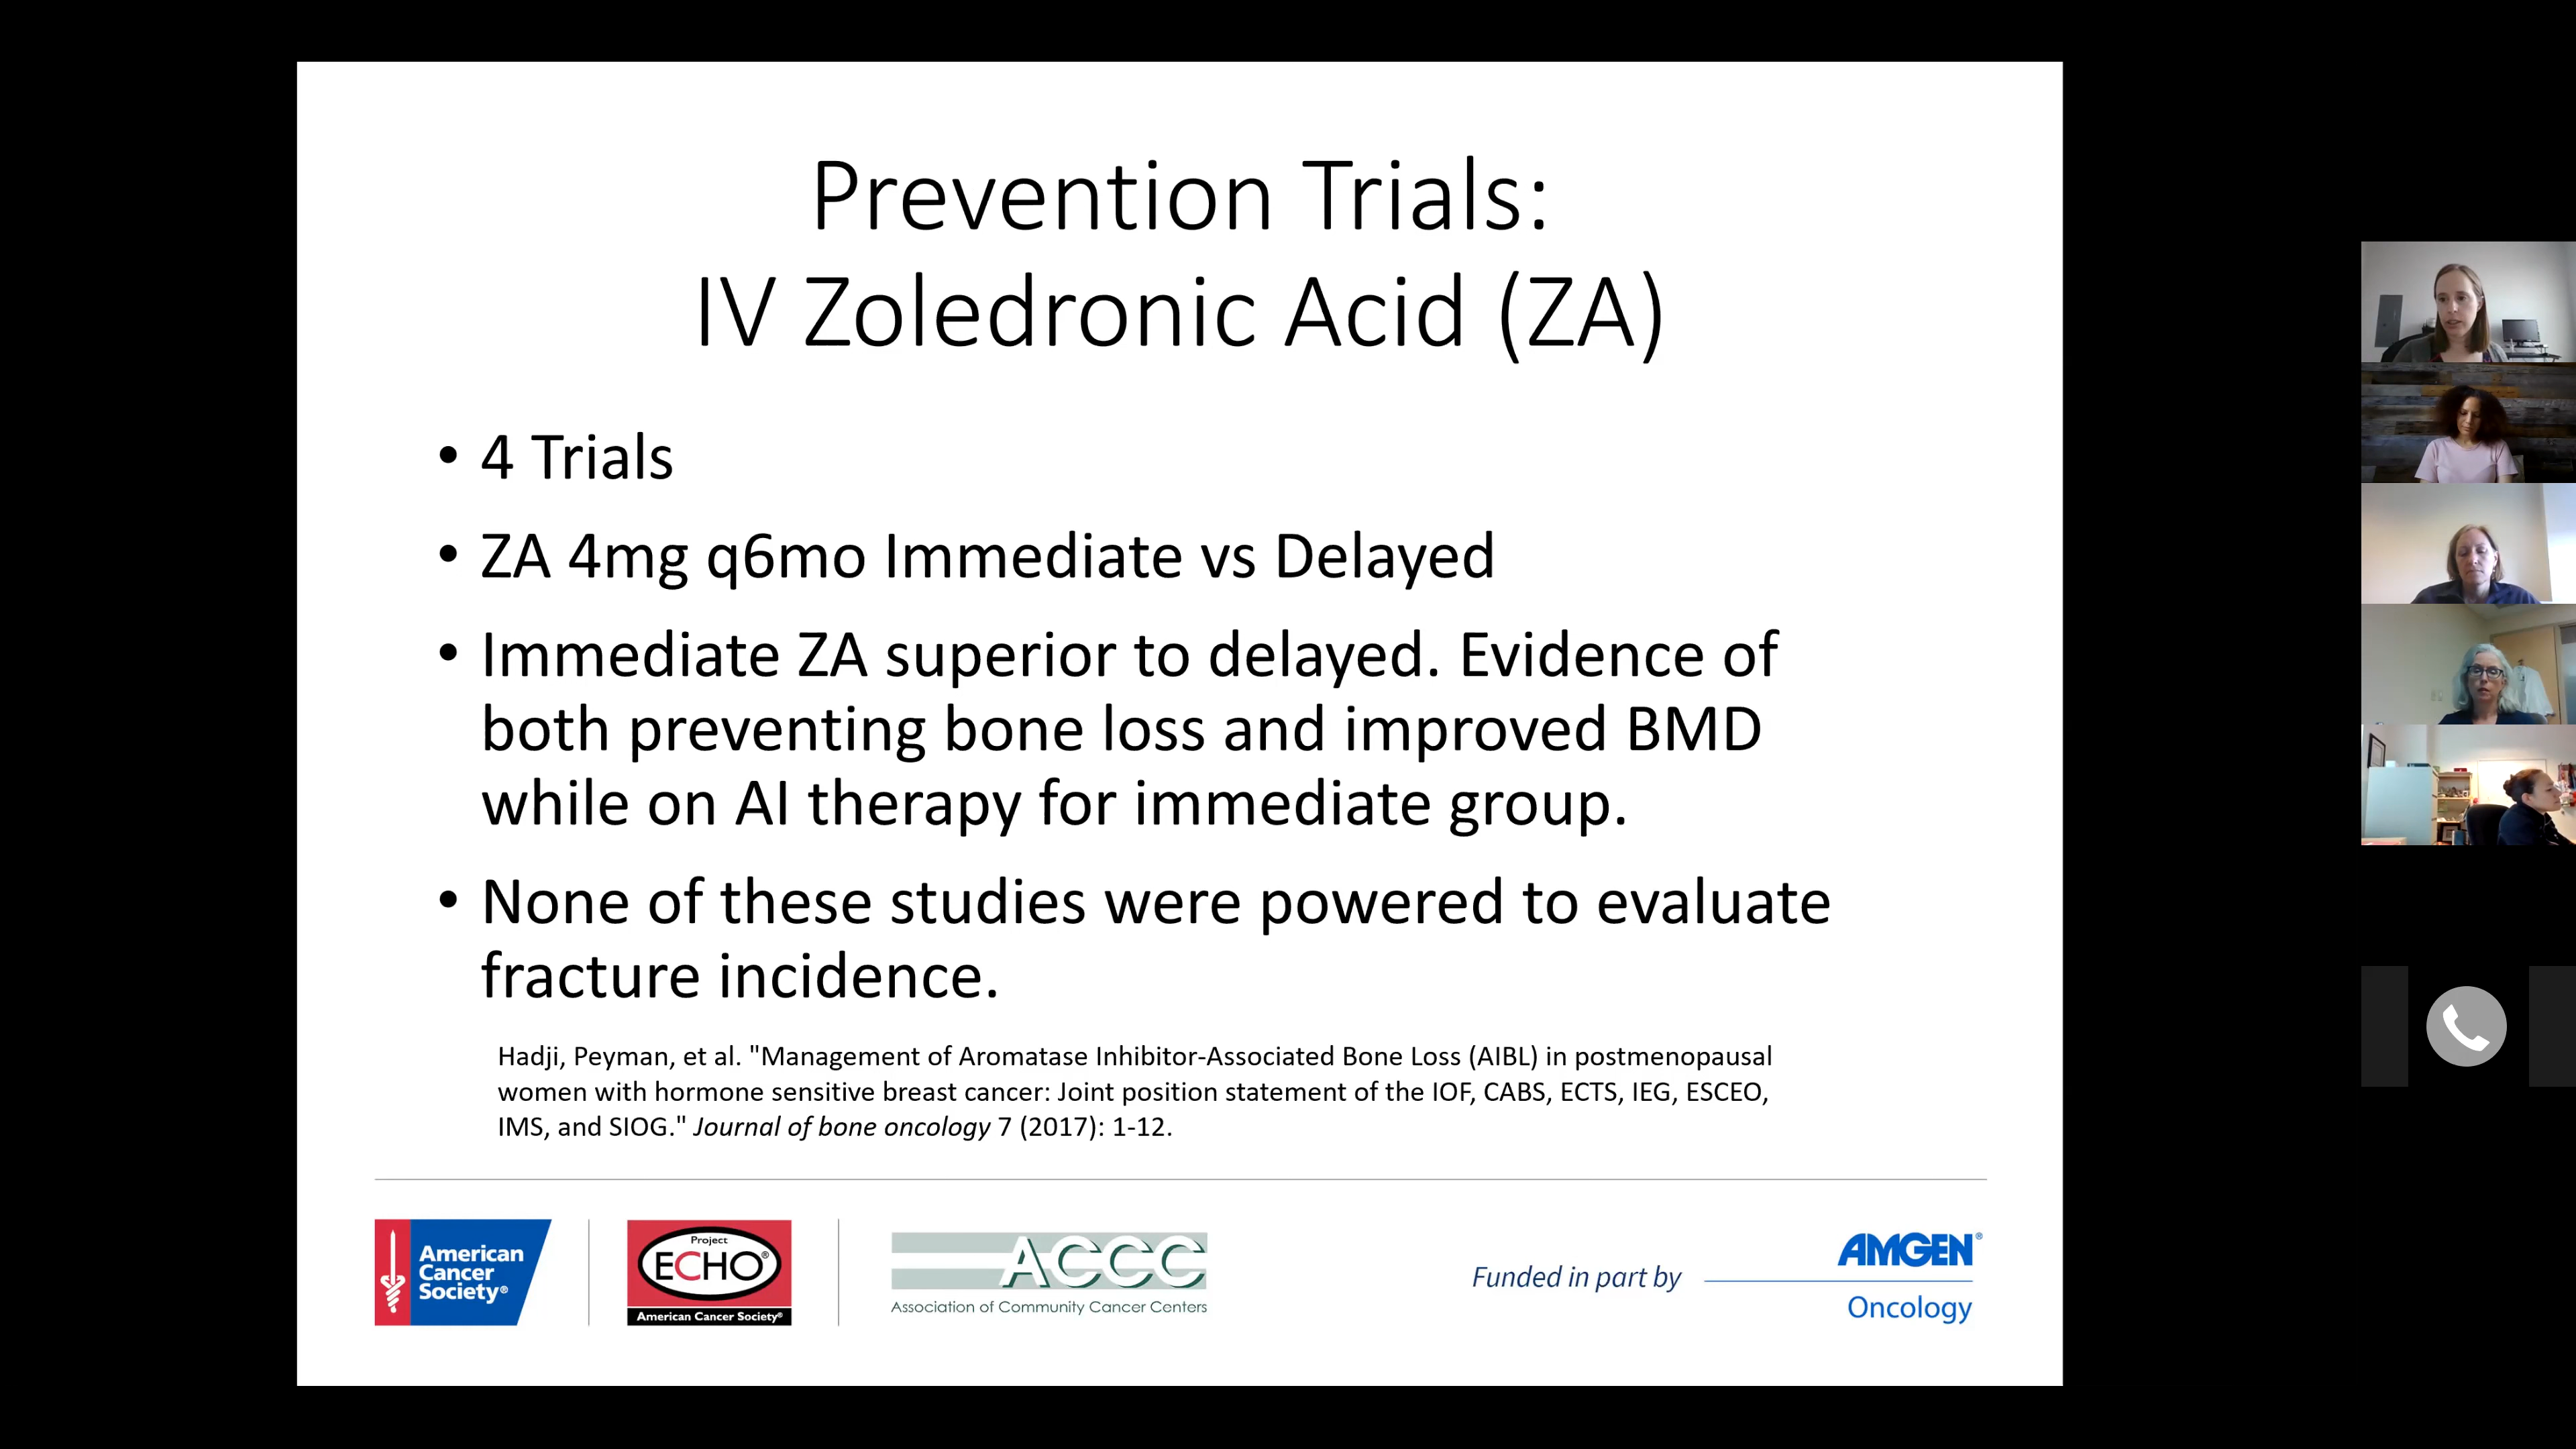 Prevention Trials:
IV Zoledronic Acid (ZA)
• 4 Trials
• ZA 4mg q6mo Immediate vs Delayed
• Immediate ZA superior to delayed. Evidence of
both preventing bone loss and improved BMD
while on AI therapy for immediate group.
• None of these studies were powered to evaluate
fracture incidence.
Hadji, Peyman, et al. "Management of Aromatase Inhibitor-Associated Bone Loss (AIBL) in postmenopausal
women with hormone sensitive breast cancer: Joint position statement of the IOF, CABS, ECTS, IEG, ESCEO,
IMS, and SIOG." Journal of bone oncology 7 (2017): 1-12.
American
Cancer
Society®
Project
ECHO®
American Cancer Society®
ACCC
Association of Community Cancer Centers
Funded in part by
AMGEN®
Oncology